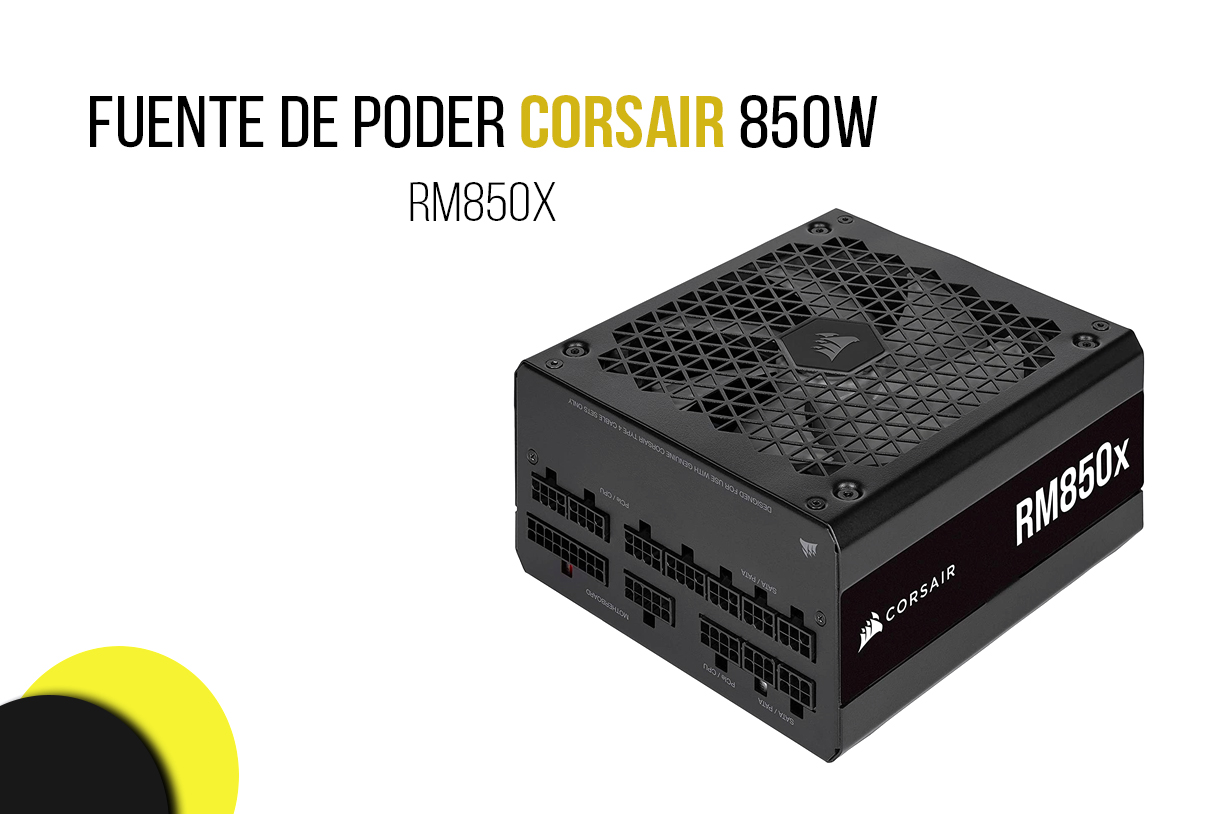 FUENTE DE PODER CORSAIR 850W
RM850X
DESIGNED FOR USE WITH GENUINE CORSAIR TYPE 4 CABLE SETS ONLY
PCIe / CPU
SATA / PATA
MOTHERBOARD
PCIe / CPU
SATA / PATA
RM850x
CORSAIR